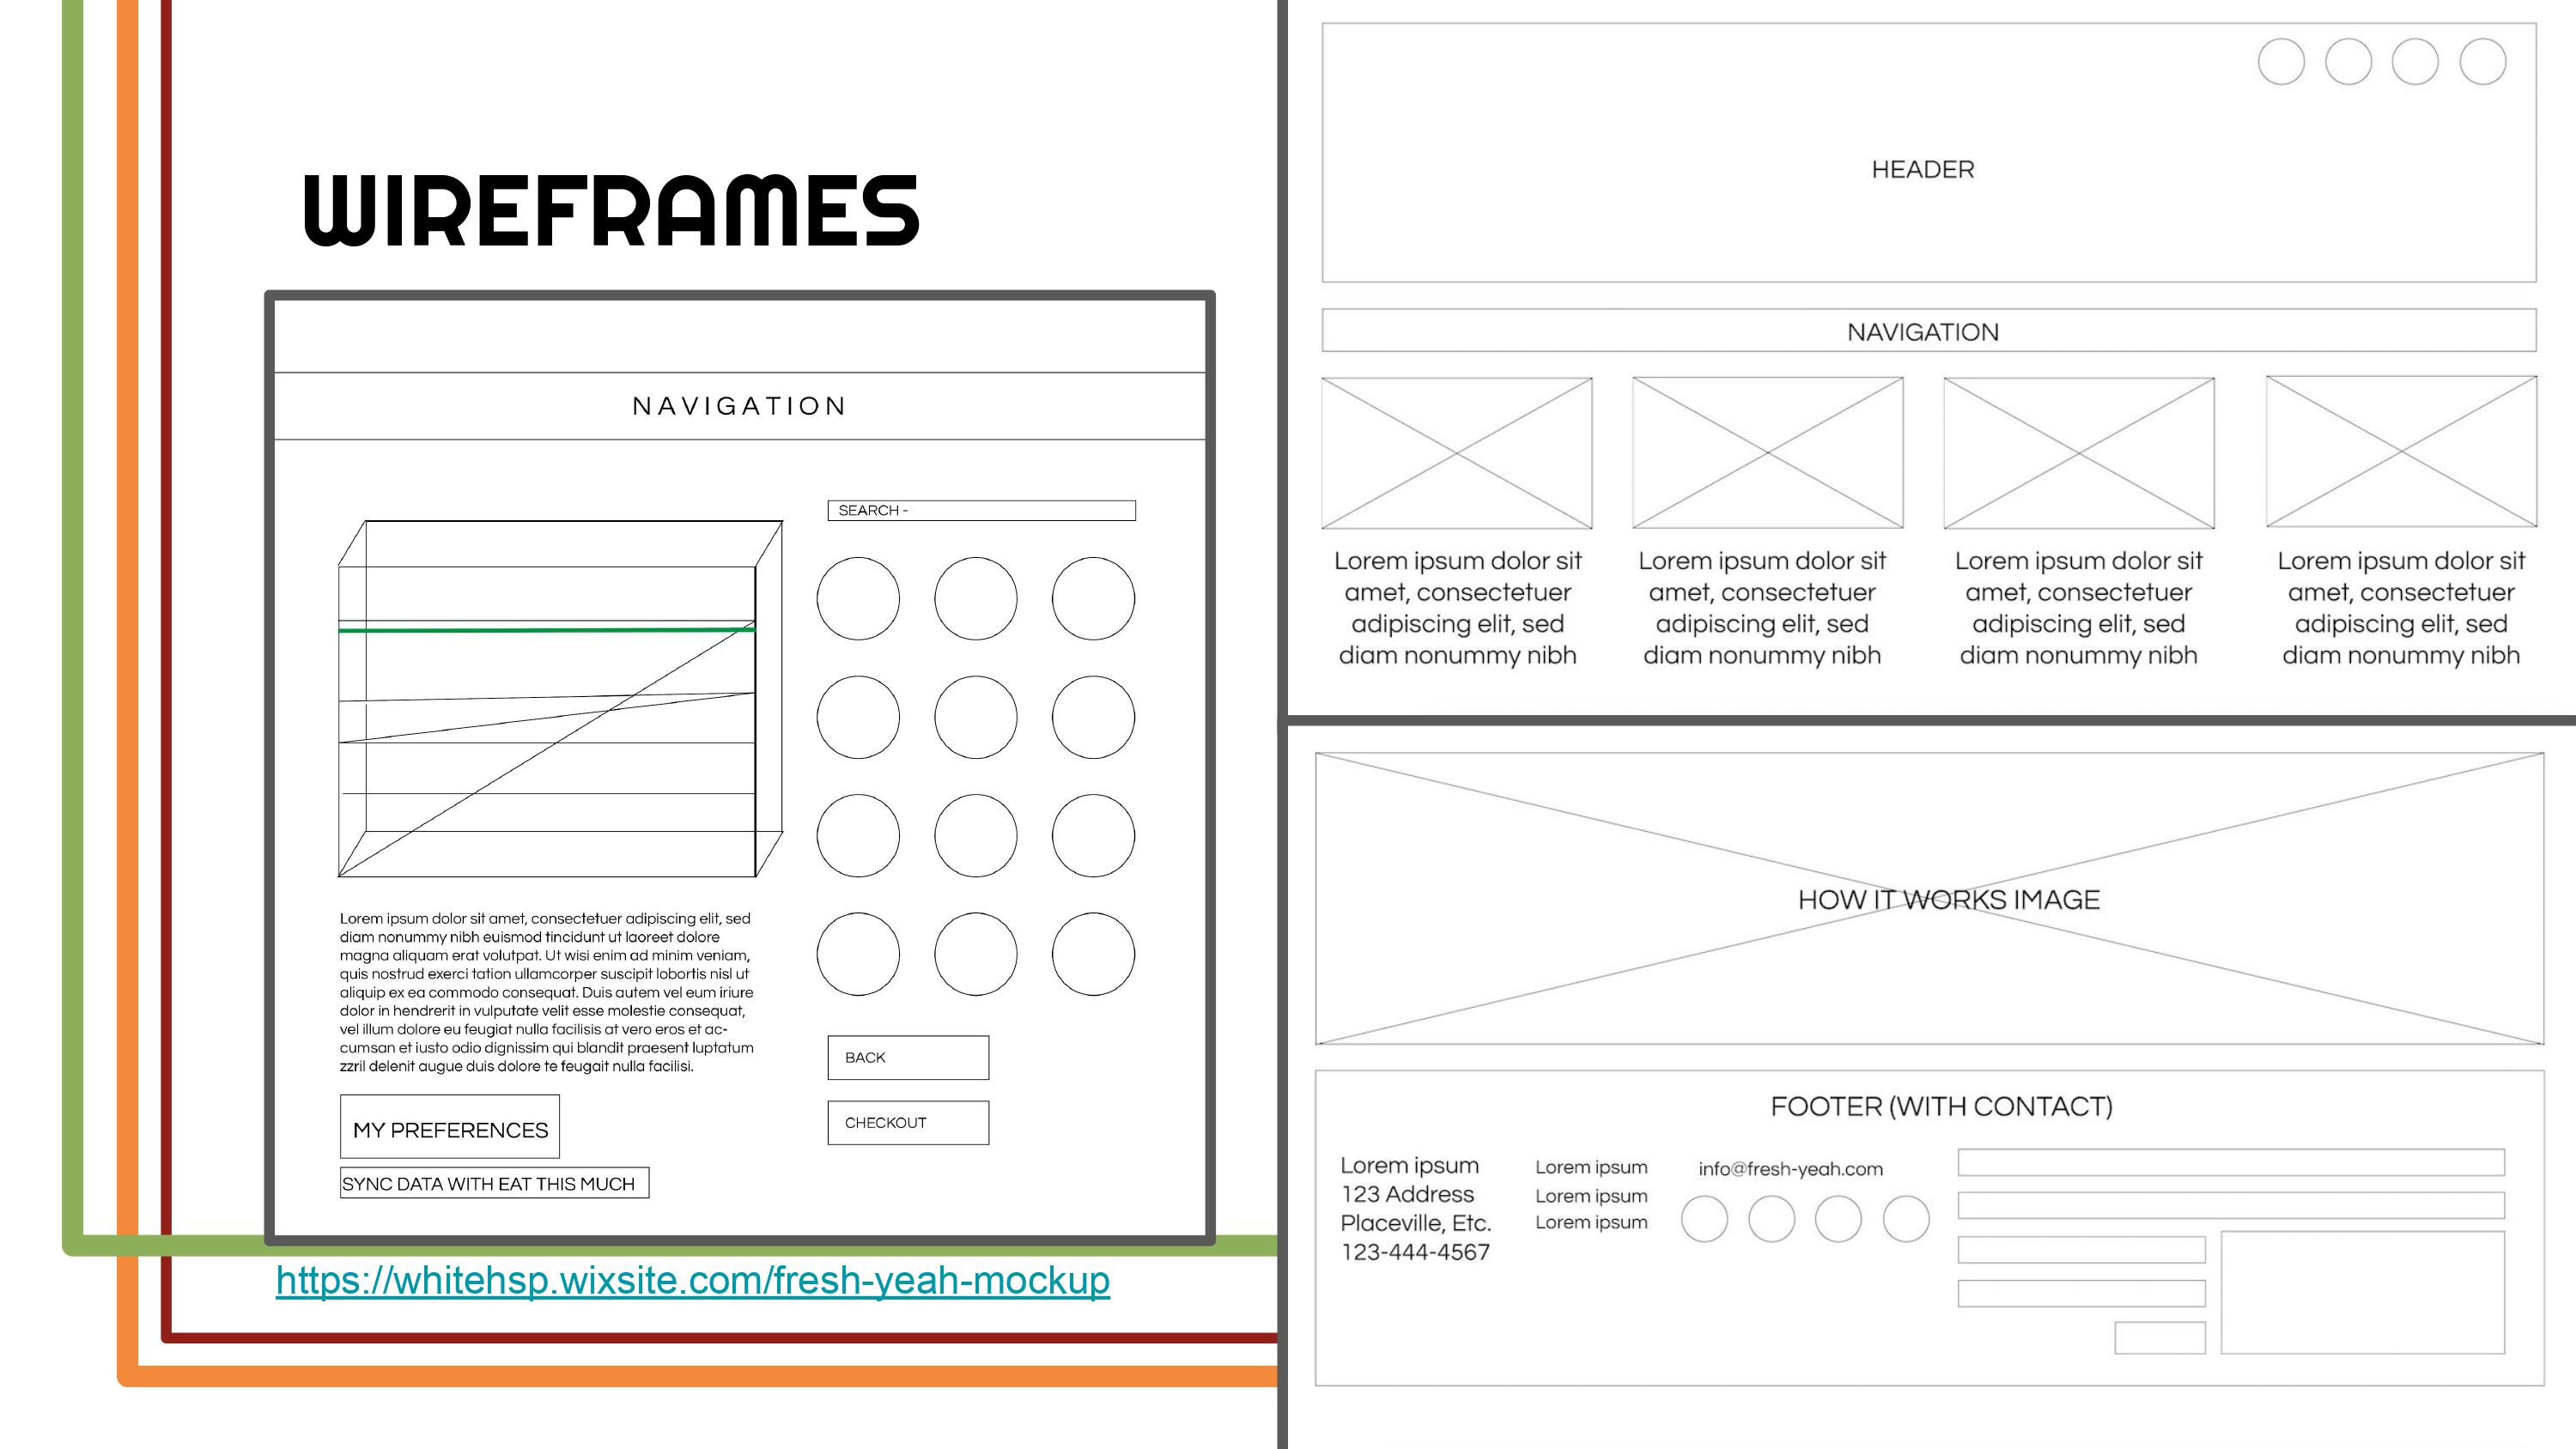 WIREFRAMES
NAVIGATION
SEARCH -
Lorem ipsum dolor sit amet, consectetuer adipiscing elit, sed
diam nonummy nibh euismod tincidunt ut laoreet dolore
magna aliquam erat volutpat. Ut wisi enim ad minim veniam,
quis nostrud exerci tation ullamcorper suscipit lobortis nisl ut
aliquip ex ea commodo consequat. Duis autem vel eum iriure
dolor in hendrerit in vulputate velit esse molestie consequat,
vel illum dolore eu feugiat nulla facilisis at vero eros et ac-
cumsan et iusto odio dignissim qui blandit praesent luptatum
zzril delenit augue duis dolore te feugait nulla facilisi.
MY PREFERENCES
SYNC DATA WITH EAT THIS MUCH
BACK
CHECKOUT
https://whitehsp.wixsite.com/fresh-yeah-mockup
HEADER
NAVIGATION
Lorem ipsum dolor sit
amet, consectetuer
adipiscing elit, sed
diam nonummy nibh
Lorem ipsum dolor sit
amet, consectetuer
adipiscing elit, sed
diam nonummy nibh
Lorem ipsum dolor sit
amet, consectetuer
adipiscing elit, sed
diam nonummy nibh
Lorem ipsum dolor sit
amet, consectetuer
adipiscing elit, sed
diam nonummy nibh
HOW IT WORKS IMAGE
FOOTER (WITH CONTACT)
Lorem ipsum
123 Address
Placeville, Etc.
123-444-4567
Lorem ipsum
Lorem ipsum
Lorem ipsum
info@fresh-yeah.com